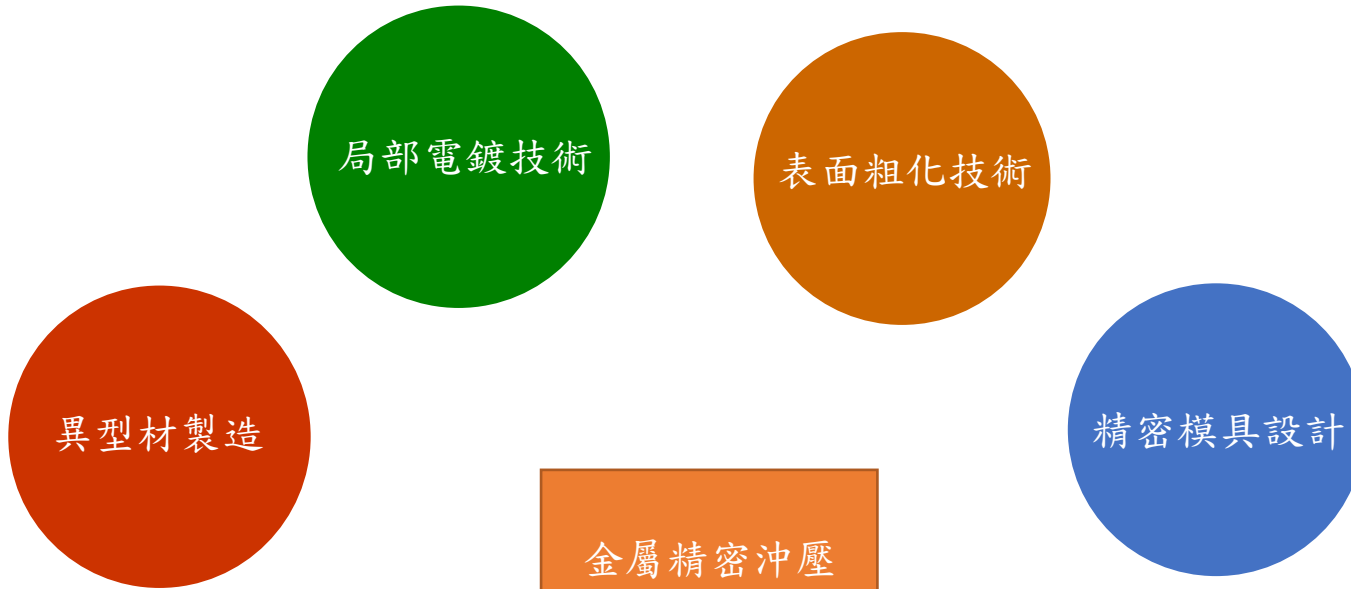 局部電鍍技術
表面粗化技術
異型材製造
精密模具設計
金屬精密沖壓